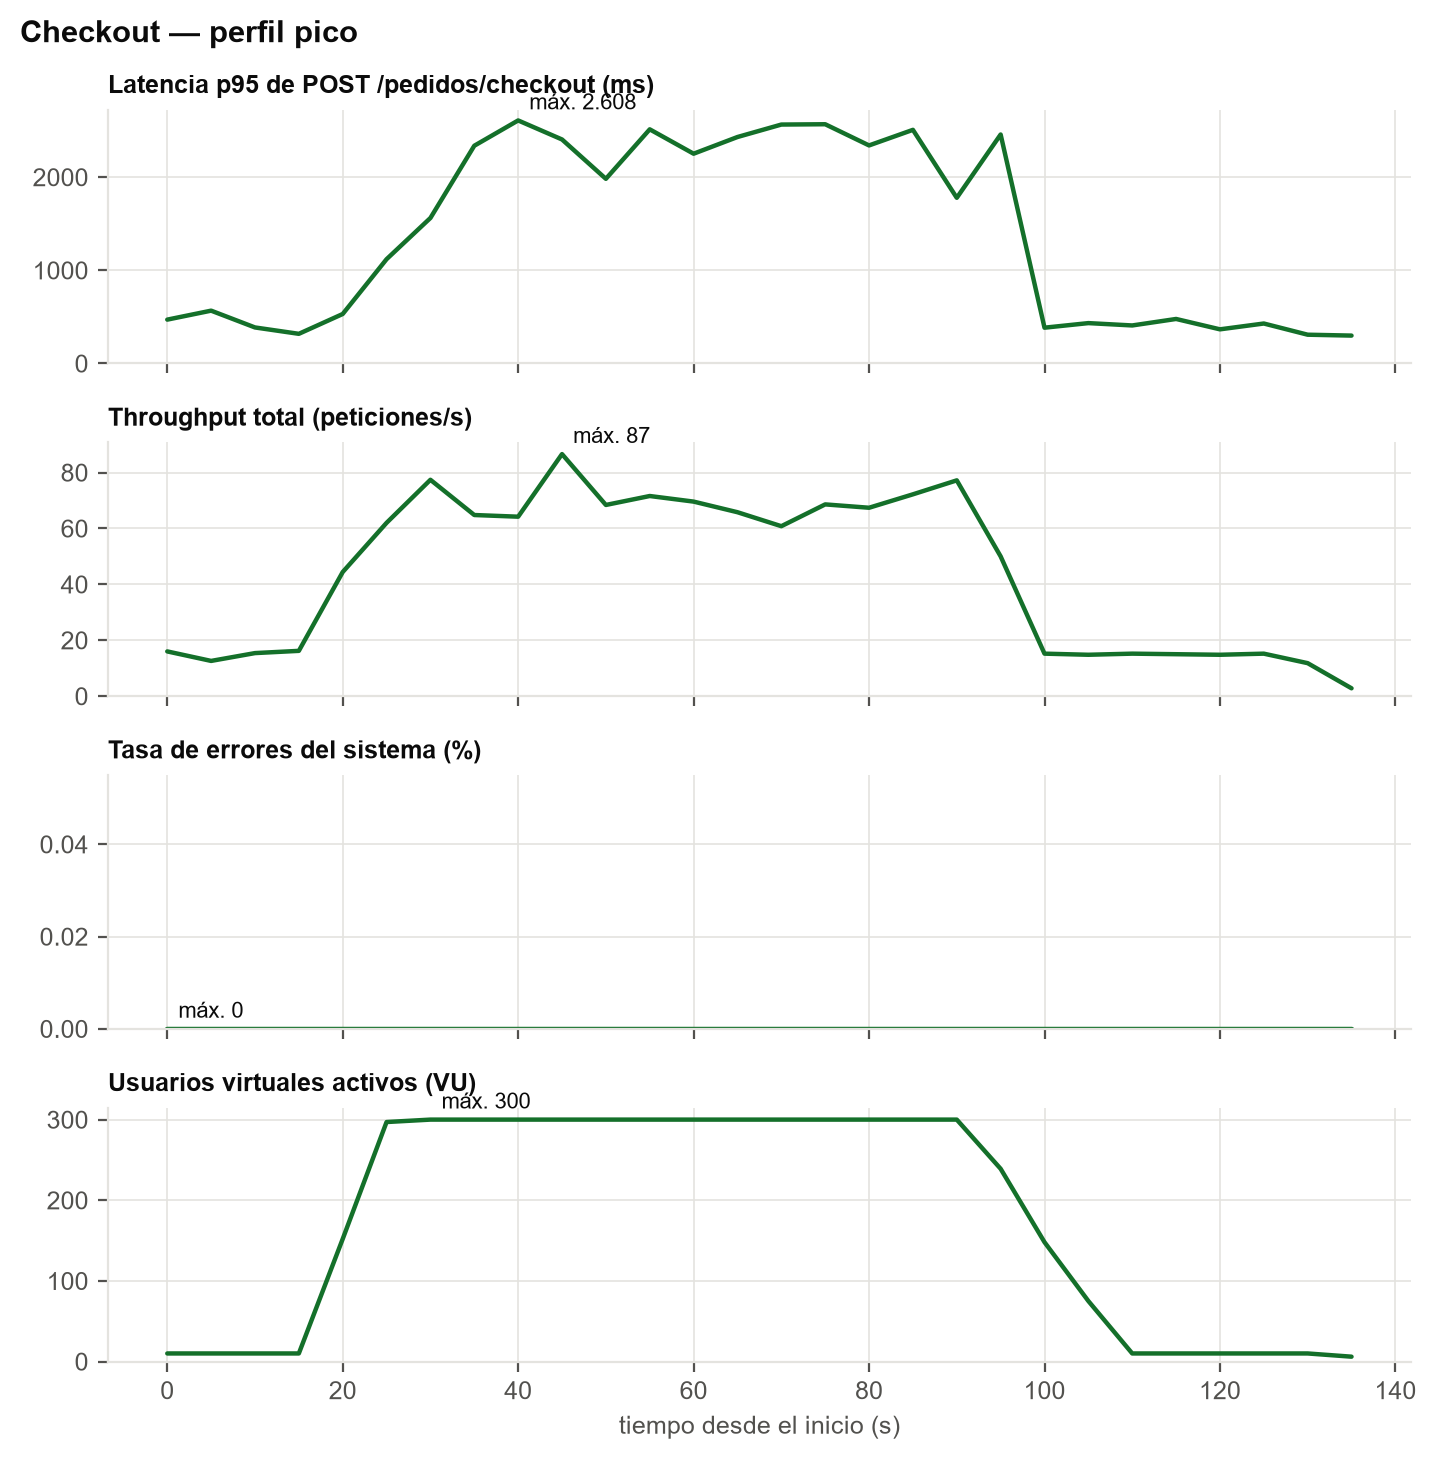 Checkout — perfil pico
Latencia p95 de POST /pedidos/checkout (ms)
máx. 2.608
2000
1000
0
Throughput total (peticiones/s)
máx. 87
80
60
40
20
0
Tasa de errores del sistema (%)
0.04
0.02
máx. 0
0.00
Usuarios virtuales activos (VU)
máx. 300
300
200
100
0
0 20 40 60 80 100 120 140
tiempo desde el inicio (s)